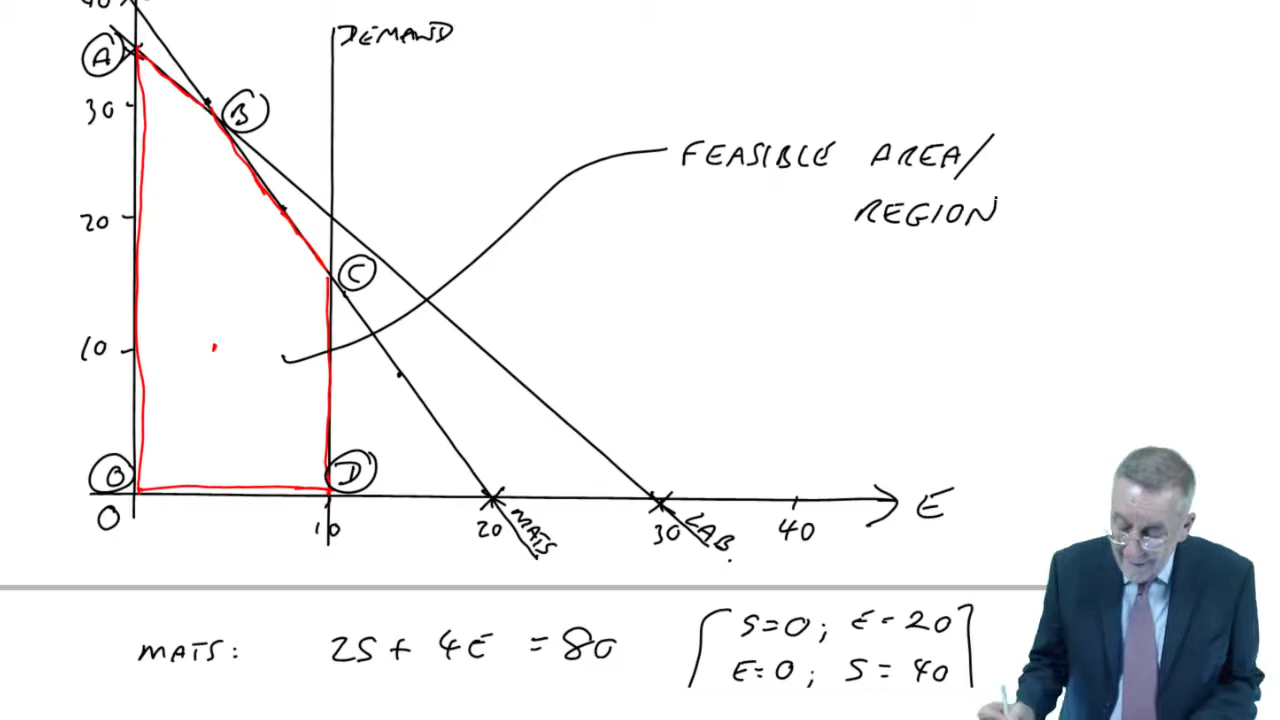 40
DEMAND
A
30
B
FEASIBLE AREA/
REGION
20
C
10
O
D
E
O
10
20
MATS
30
LAB.
40
MATS: 2S + 4E = 80
S=0; E=20
E=0; S=40